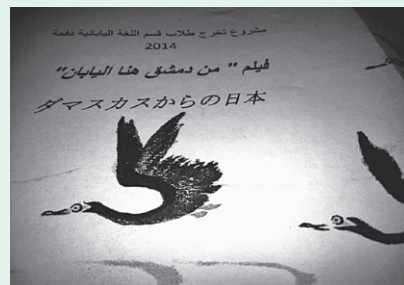 مشروع تخرج طلاب قسم اللغة اليابانية دفعة
2014
فيلم " من دمشق هنا اليابان"
ダマスカスからの日本